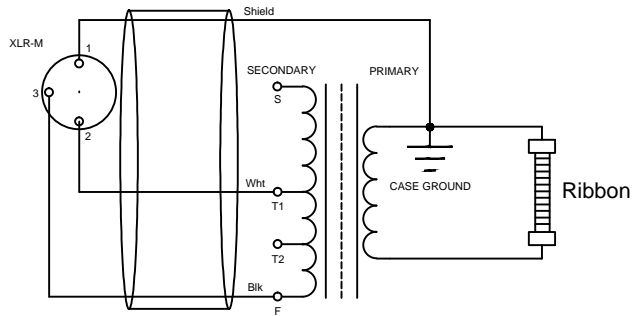 Shield
XLR-M
1
3
2
SECONDARY
PRIMARY
S
Wht
T1
CASE GROUND
Ribbon
T2
Blk
F